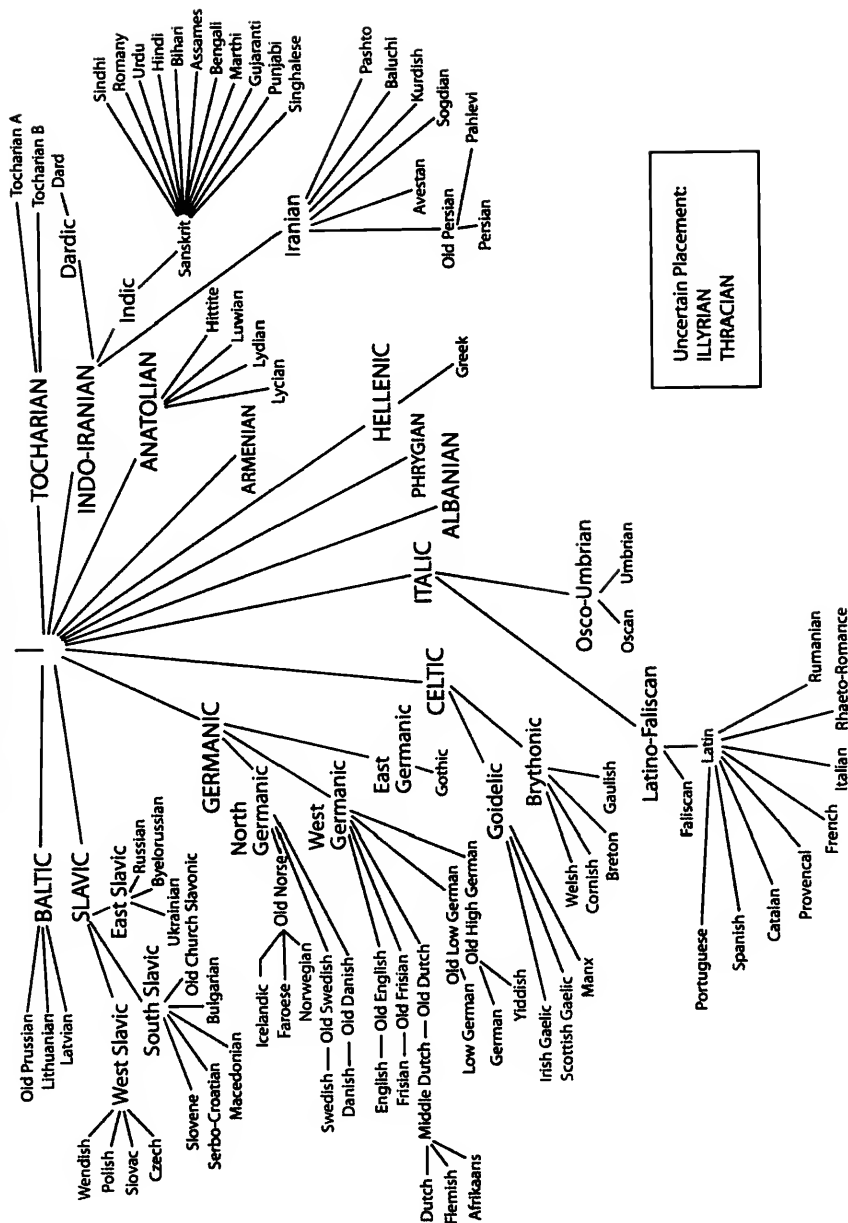 TOCHARIAN
Tocharian A
Tocharian B
INDO-IRANIAN
Dardic
Dard
Indic
Sanskrit
Sindhi
Romany
Urdu
Hindi
Bihari
Assames
Bengali
Marthi
Gujaranti
Punjabi
Singhalese
Iranian
Pashto
Baluchi
Kurdish
Sogdian
Avestan
Old Persian
Pahlevi
Persian
ANATOLIAN
Hittite
Luwian
Lydian
Lycian
ARMENIAN
HELLENIC
Greek
PHRYGIAN
ALBANIAN
ITALIC
Osco-Umbrian
Umbrian
Oscan
Latino-Faliscan
Faliscan
Latin
Rumanian
Rhaeto-Romance
Italian
French
Provencal
Catalan
Spanish
Portuguese
CELTIC
Brythonic
Gaulish
Breton
Cornish
Welsh
Goidelic
Manx
Scottish Gaelic
Irish Gaelic
GERMANIC
East
Germanic
Gothic
West
Germanic
Old High German
Yiddish
German
Old Low German
Low German
Old Dutch
Middle Dutch
Dutch
Flemish
Afrikaans
Old Frisian
Frisian
Old English
English
North
Germanic
Old Danish
Danish
Old Swedish
Swedish
Old Norse
Norwegian
Faroese
Icelandic
SLAVIC
East Slavic
Russian
Byelorussian
Ukrainian
South Slavic
Old Church Slavonic
Bulgarian
Macedonian
Serbo-Croatian
Slovene
West Slavic
Czech
Slovac
Polish
Wendish
BALTIC
Old Prussian
Lithuanian
Latvian
Uncertain Placement:
ILLYRIAN
THRACIAN